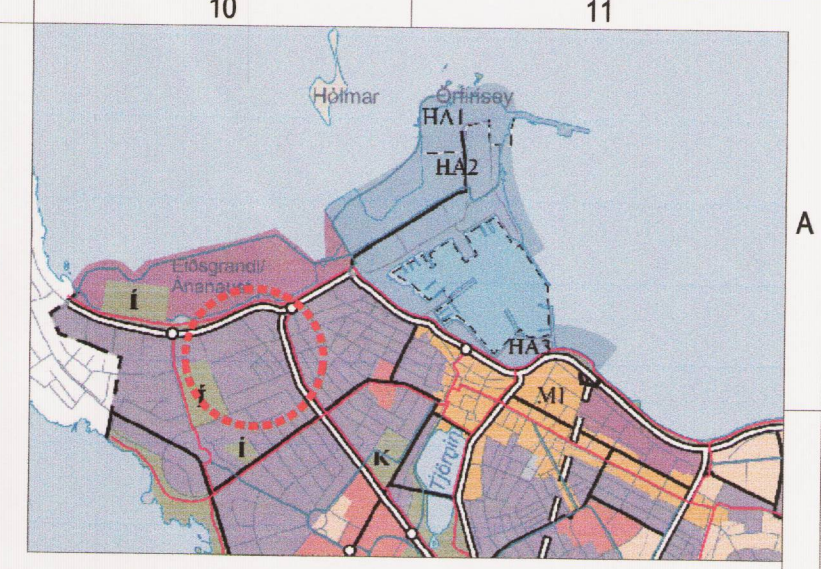 10
11
Hólmar
Örfirisey
HA1
HA2
A
Eiðsgrandi/
Ánanaust
Í
HA3
Í
M1
Í
K
Tjörnin